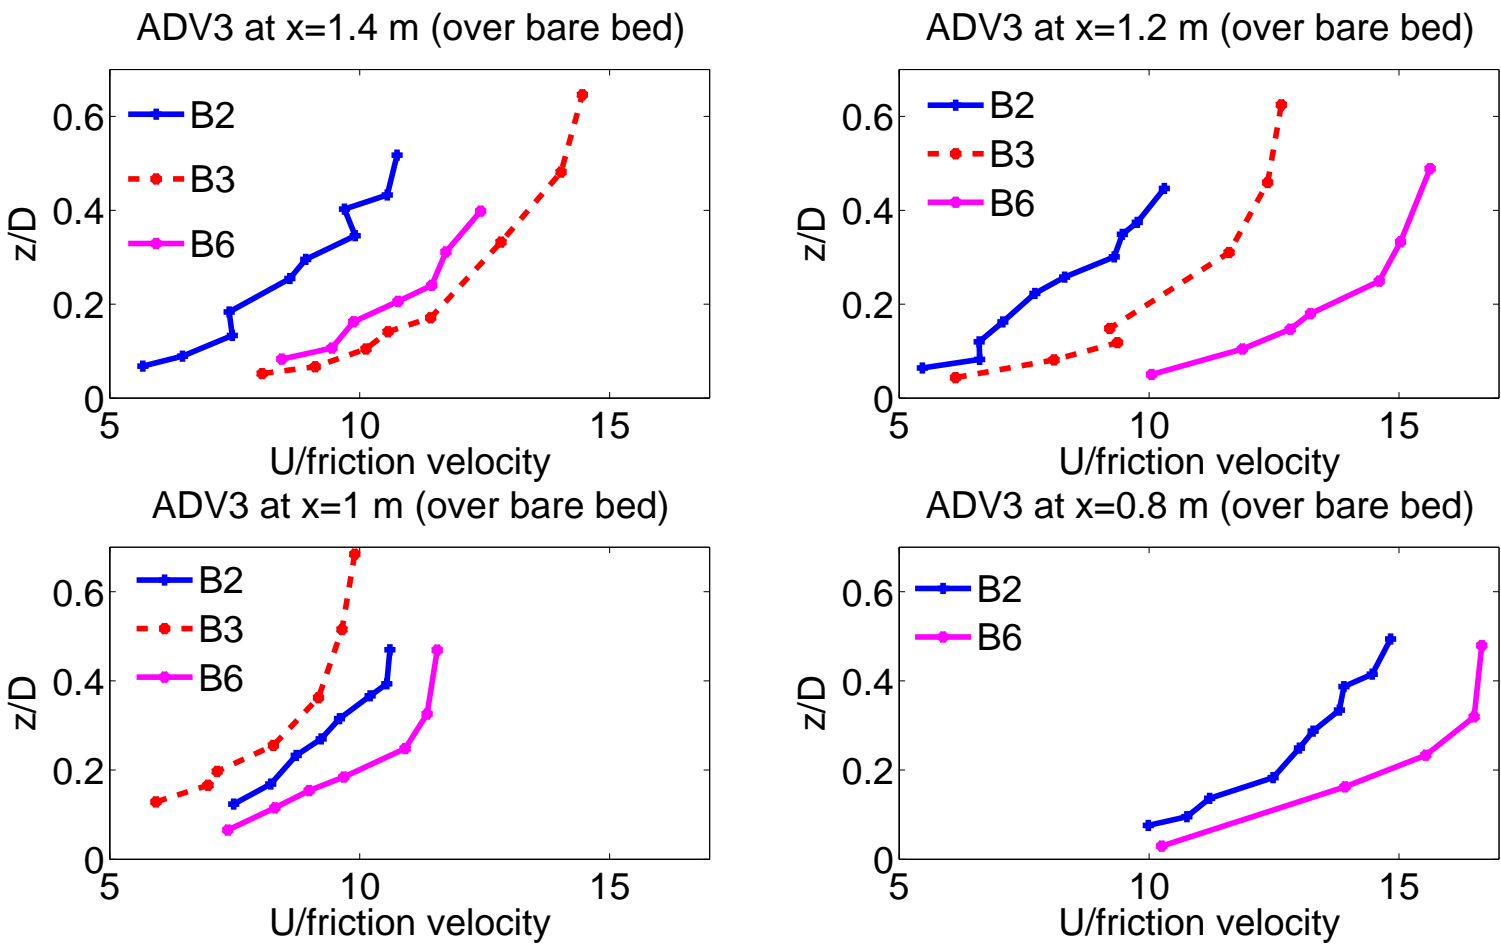 ADV3 at x=1.4 m (over bare bed)
0.6
0.4
0.2
0
z/D
B2
B3
B6
5
10
15
U/friction velocity
ADV3 at x=1.2 m (over bare bed)
0.6
0.4
0.2
0
z/D
B2
B3
B6
5
10
15
U/friction velocity
ADV3 at x=1 m (over bare bed)
0.6
0.4
0.2
0
z/D
B2
B3
B6
5
10
15
U/friction velocity
ADV3 at x=0.8 m (over bare bed)
0.6
0.4
0.2
0
z/D
B2
B6
5
10
15
U/friction velocity